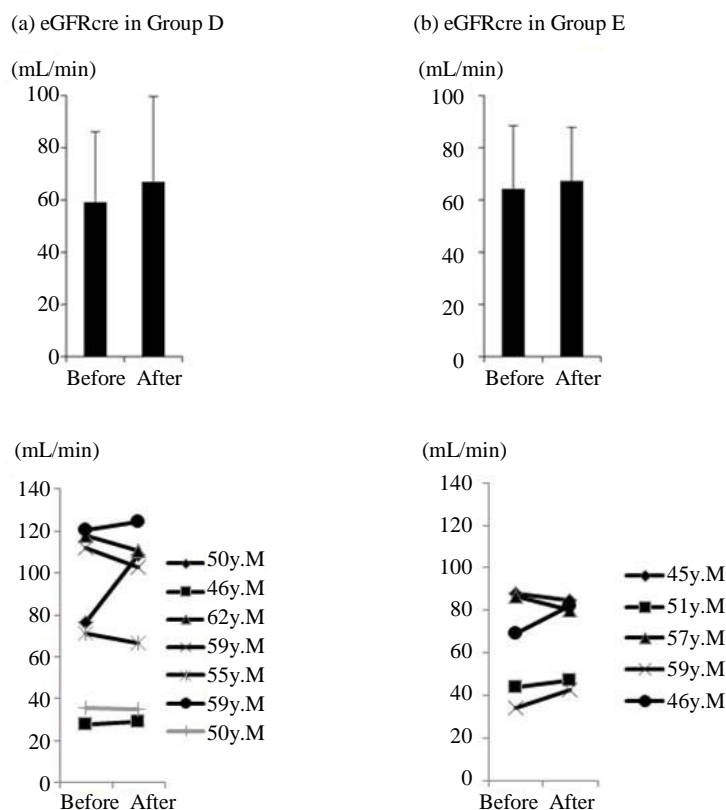 (a) eGFRcre in Group D
(mL/min)
100
80
60
40
20
0
Before After
(b) eGFRcre in Group E
(mL/min)
100
80
60
40
20
0
Before After
(mL/min)
140
120
100
80
60
40
20
0
Before After
50y.M
46y.M
62y.M
59y.M
55y.M
59y.M
50y.M
(mL/min)
140
120
100
80
60
40
20
0
Before After
45y.M
51y.M
57y.M
59y.M
46y.M